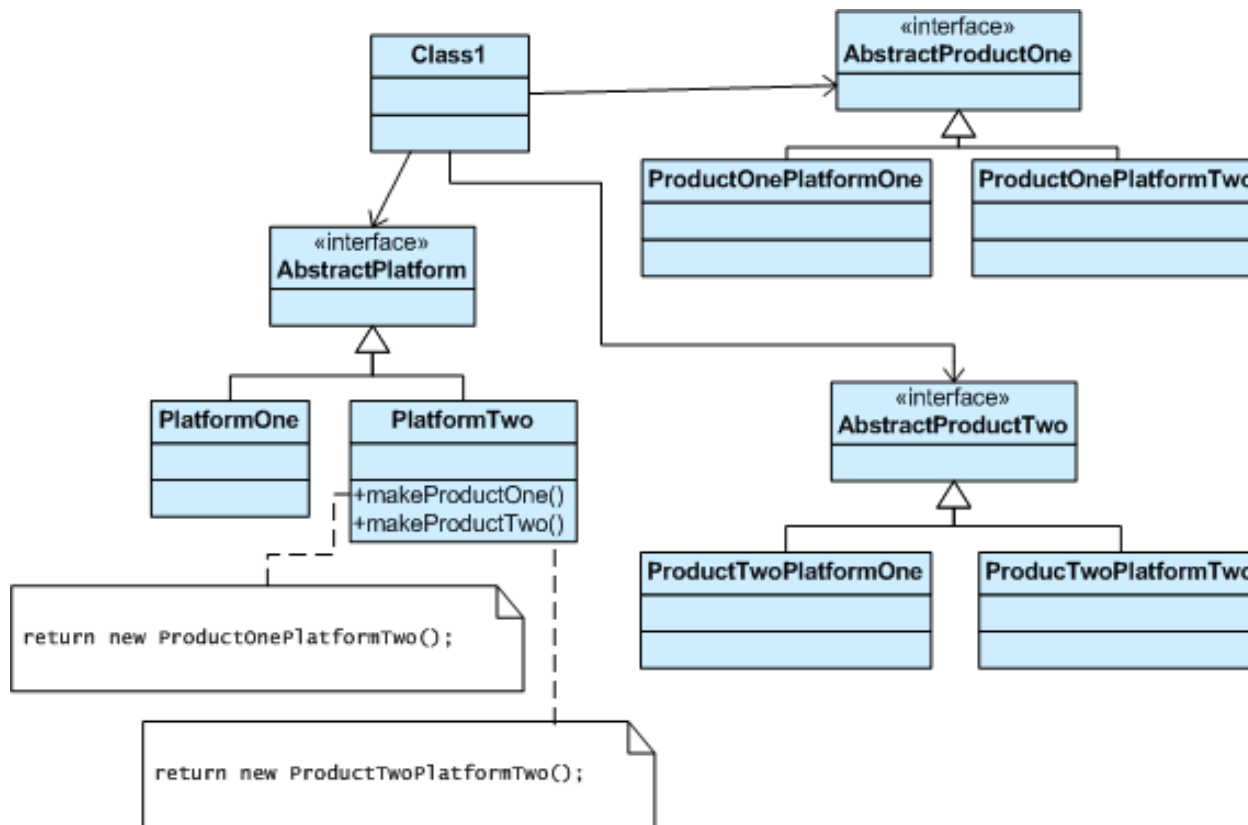 Class1
«interface»
AbstractProductOne
ProductOnePlatformOne
ProductOnePlatformTwo
«interface»
AbstractPlatform
PlatformOne
PlatformTwo
+makeProductOne()
+makeProductTwo()
«interface»
AbstractProductTwo
ProductTwoPlatformOne
ProducTwoPlatformTwo
return new ProductOnePlatformTwo();
return new ProductTwoPlatformTwo();